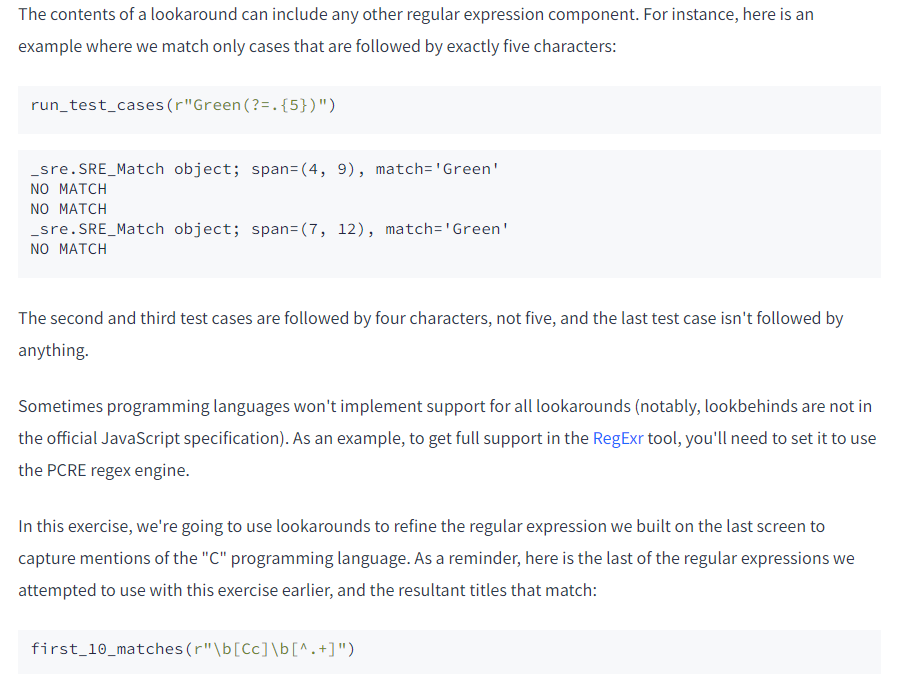 The contents of a lookaround can include any other regular expression component. For instance, here is an
example where we match only cases that are followed by exactly five characters:
run_test_cases(r"Green(?=.{5})")
_sre.SRE_Match object; span=(4, 9), match='Green'
NO MATCH
NO MATCH
_sre.SRE_Match object; span=(7, 12), match='Green'
NO MATCH
The second and third test cases are followed by four characters, not five, and the last test case isn't followed by
anything.
Sometimes programming languages won't implement support for all lookarounds (notably, lookbehinds are not in
the official JavaScript specification). As an example, to get full support in the RegExr tool, you'll need to set it to use
the PCRE regex engine.
In this exercise, we're going to use lookarounds to refine the regular expression we built on the last screen to
capture mentions of the "C" programming language. As a reminder, here is the last of the regular expressions we
attempted to use with this exercise earlier, and the resultant titles that match:
first_10_matches(r"\b[Cc]\b[^.+]")